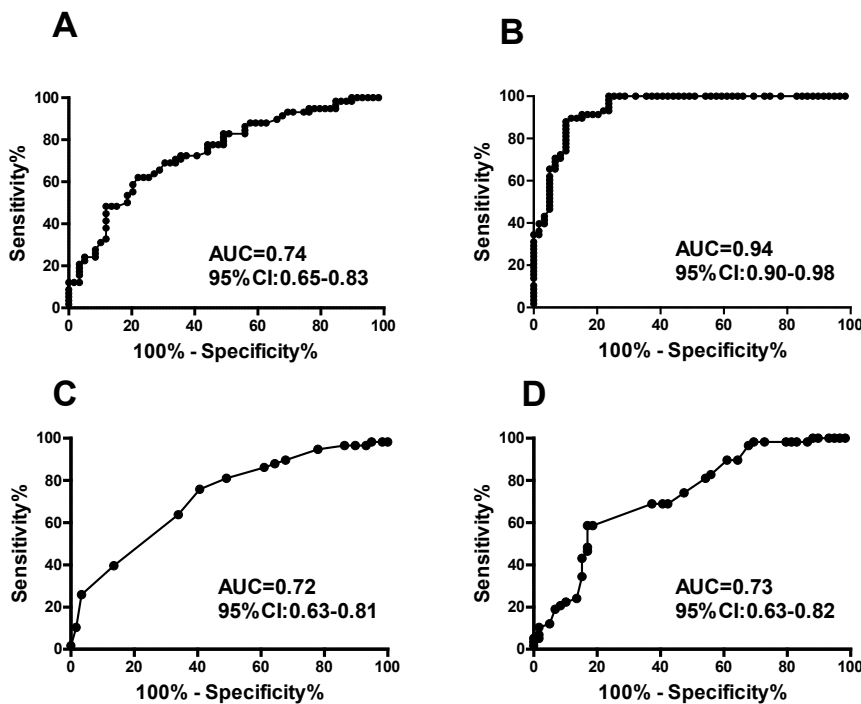 A
Sensitivity%
100
80
60
40
20
0
AUC=0.74
95%CI:0.65-0.83
0 20 40 60 80 100
100% - Specificity%
B
Sensitivity%
100
80
60
40
20
0
AUC=0.94
95%CI:0.90-0.98
0 20 40 60 80 100
100% - Specificity%
C
Sensitivity%
100
80
60
40
20
0
AUC=0.72
95%CI:0.63-0.81
0 20 40 60 80 100
100% - Specificity%
D
Sensitivity%
100
80
60
40
20
0
AUC=0.73
95%CI:0.63-0.82
0 20 40 60 80 100
100% - Specificity%